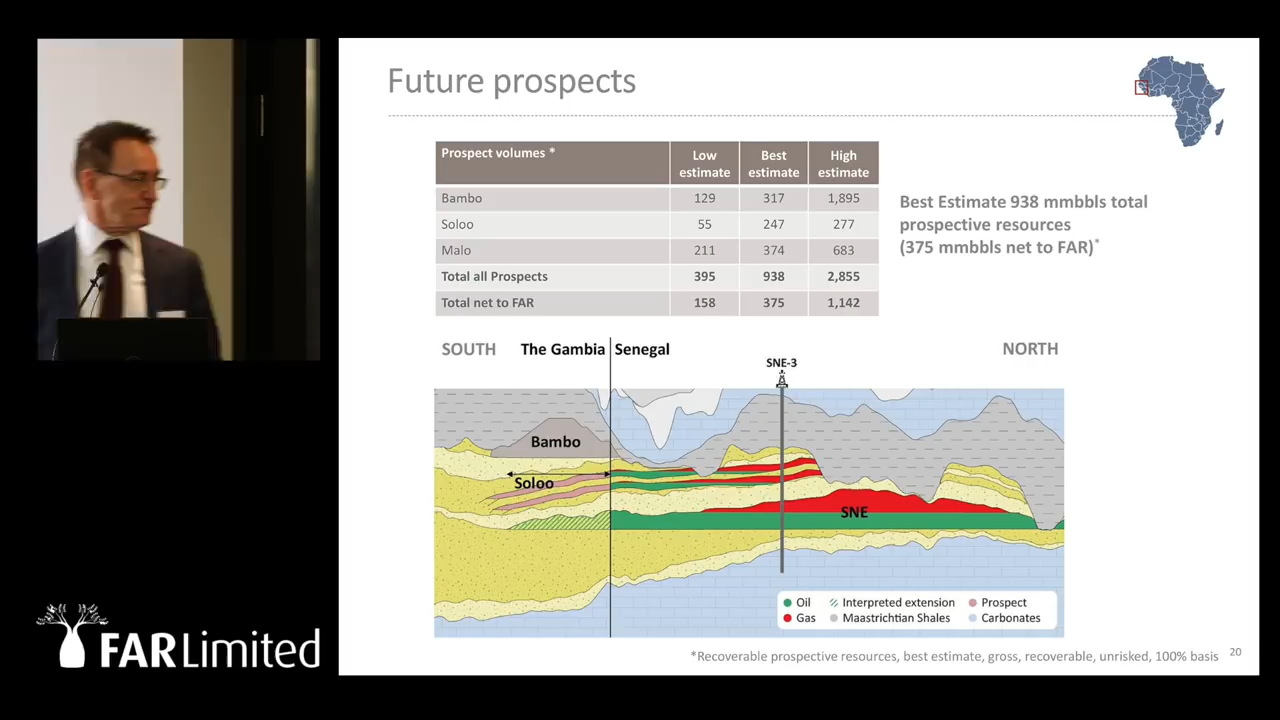 Future prospects
Prospect volumes * Low estimate Best estimate High estimate
Bambo 129 317 1,895
Soloo 55 247 277
Malo 211 374 683
Total all Prospects 395 938 2,855
Total net to FAR 158 375 1,142
Best Estimate 938 mmbbls total
prospective resources
(375 mmbbls net to FAR)*
SOUTH The Gambia Senegal NORTH
SNE-3
Bambo
Soloo
SNE
Oil Interpreted extension Prospect
Gas Maastrichtian Shales Carbonates
*Recoverable prospective resources, best estimate, gross, recoverable, unrisked, 100% basis 20
FAR Limited